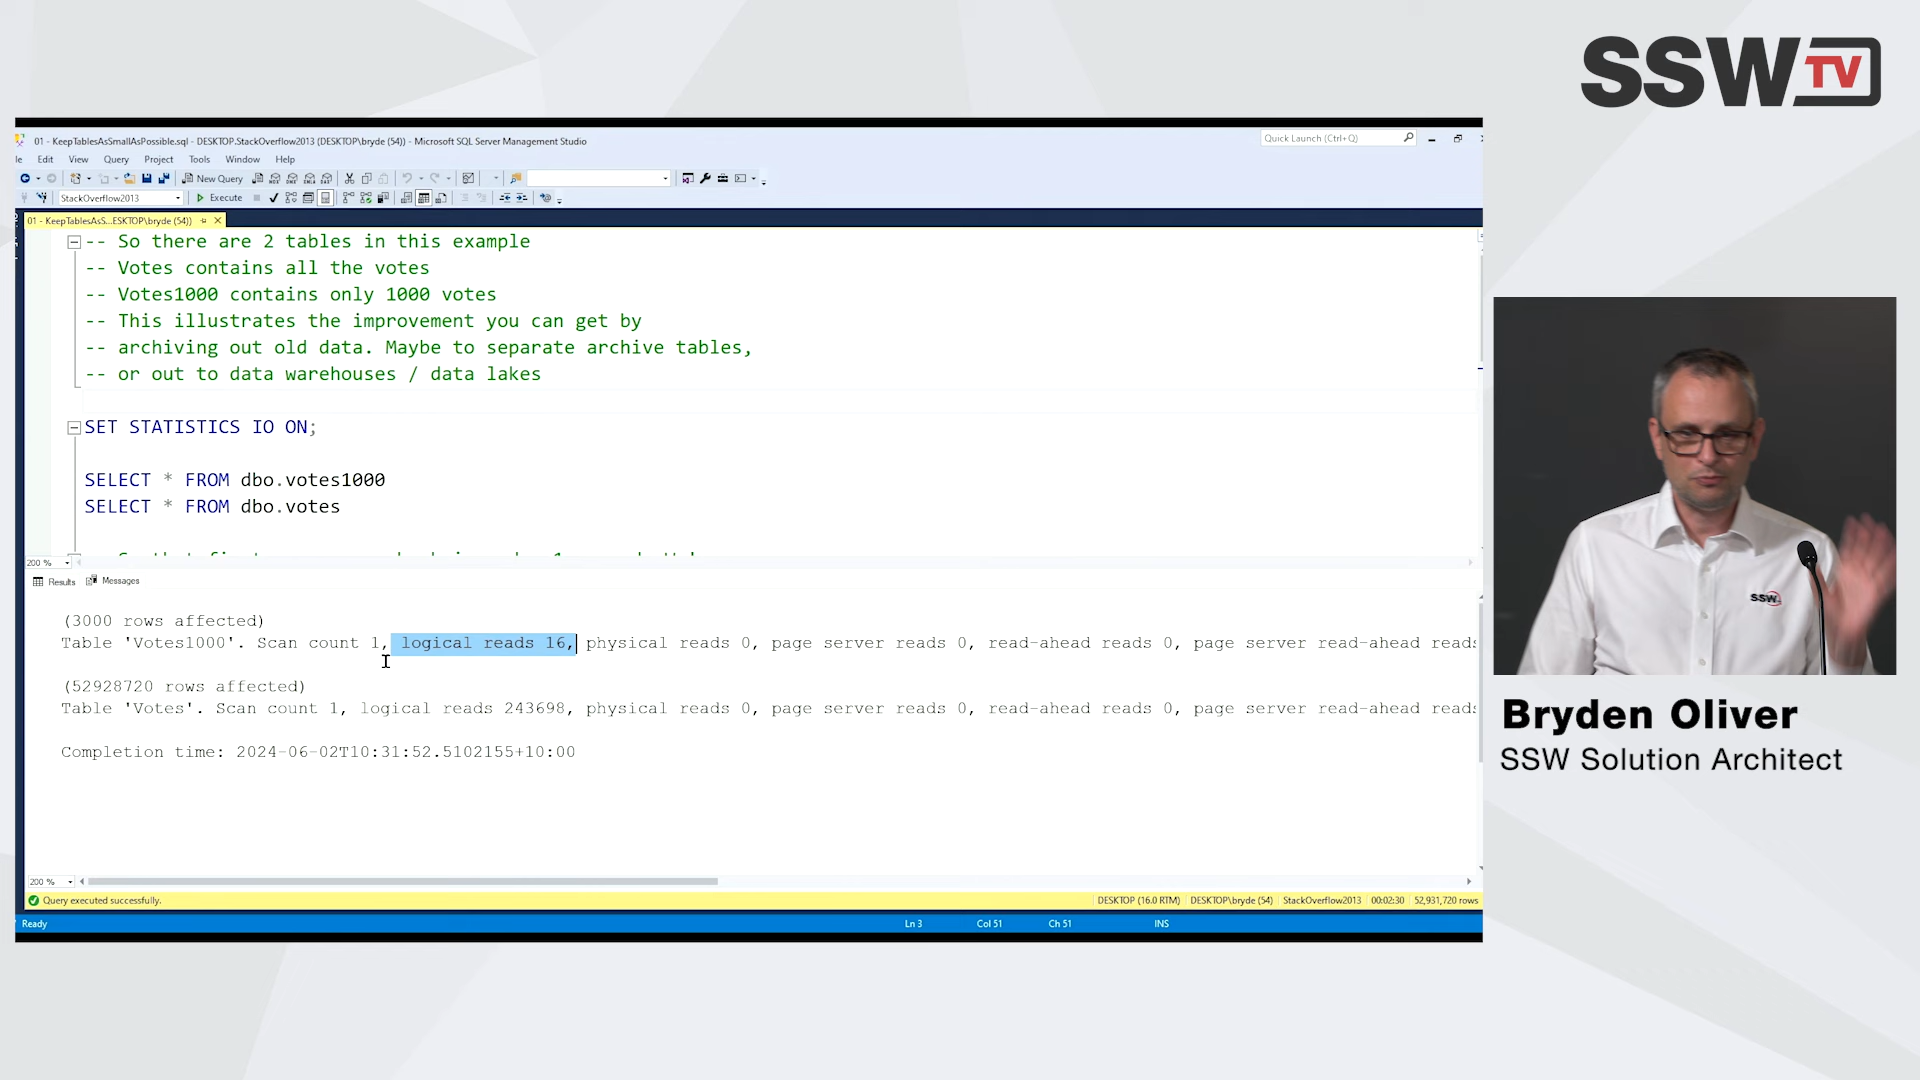 SSW TV
01 - KeepTablesAsSmallAsPossible.sql - DESKTOP.StackOverflow2013 (DESKTOP\bryde (54)) - Microsoft SQL Server Management Studio
Quick Launch (Ctrl+Q)
le Edit View Query Project Tools Window Help
New Query
StackOverflow2013
Execute
01 - KeepTablesAsS...ESKTOP\bryde (54))
-- So there are 2 tables in this example
-- Votes contains all the votes
-- Votes1000 contains only 1000 votes
-- This illustrates the improvement you can get by
-- archiving out old data. Maybe to separate archive tables,
-- or out to data warehouses / data lakes
SET STATISTICS IO ON;
SELECT * FROM dbo.votes1000
SELECT * FROM dbo.votes
200 %
Results Messages
(3000 rows affected)
Table 'Votes1000'. Scan count 1, logical reads 16, physical reads 0, page server reads 0, read-ahead reads 0, page server read-ahead reads
(52928720 rows affected)
Table 'Votes'. Scan count 1, logical reads 243698, physical reads 0, page server reads 0, read-ahead reads 0, page server read-ahead reads
Completion time: 2024-06-02T10:31:52.5102155+10:00
200 %
Query executed successfully.
DESKTOP (16.0 RTM) DESKTOP\bryde (54) StackOverflow2013 00:02:30 52,931,720 rows
Ready
Ln 3 Col 51 Ch 51 INS
SSW
Bryden Oliver
SSW Solution Architect